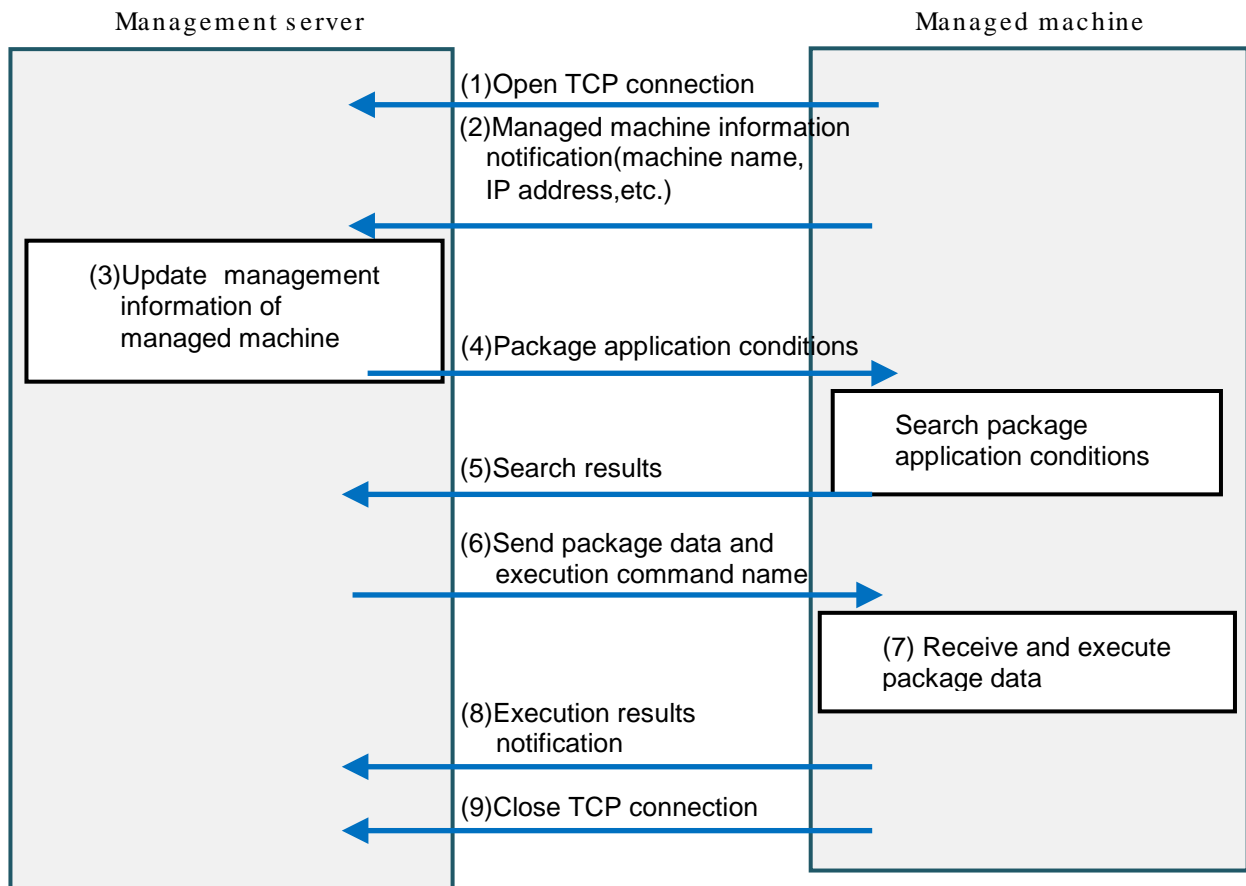 Management server
Managed machine
(1)Open TCP connection
(2)Managed machine information
notification(machine name,
IP address,etc.)
(3)Update management
information of
managed machine
(4)Package application conditions
Search package
application conditions
(5)Search results
(6)Send package data and
execution command name
(7) Receive and execute
package data
(8)Execution results
notification
(9)Close TCP connection